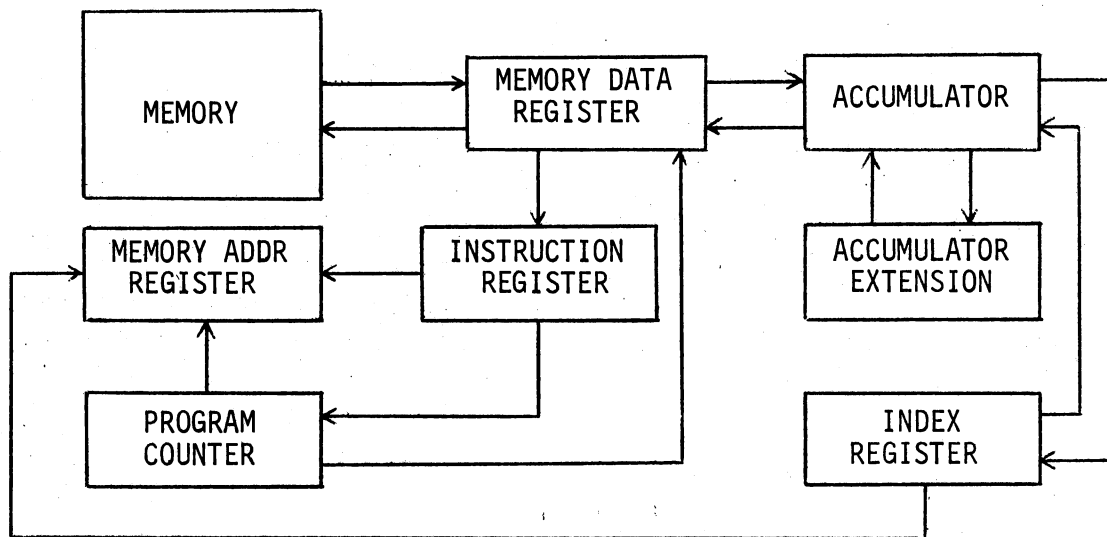 MEMORY
MEMORY DATA
REGISTER
ACCUMULATOR
MEMORY ADDR
REGISTER
INSTRUCTION
REGISTER
ACCUMULATOR
EXTENSION
PROGRAM
COUNTER
INDEX
REGISTER